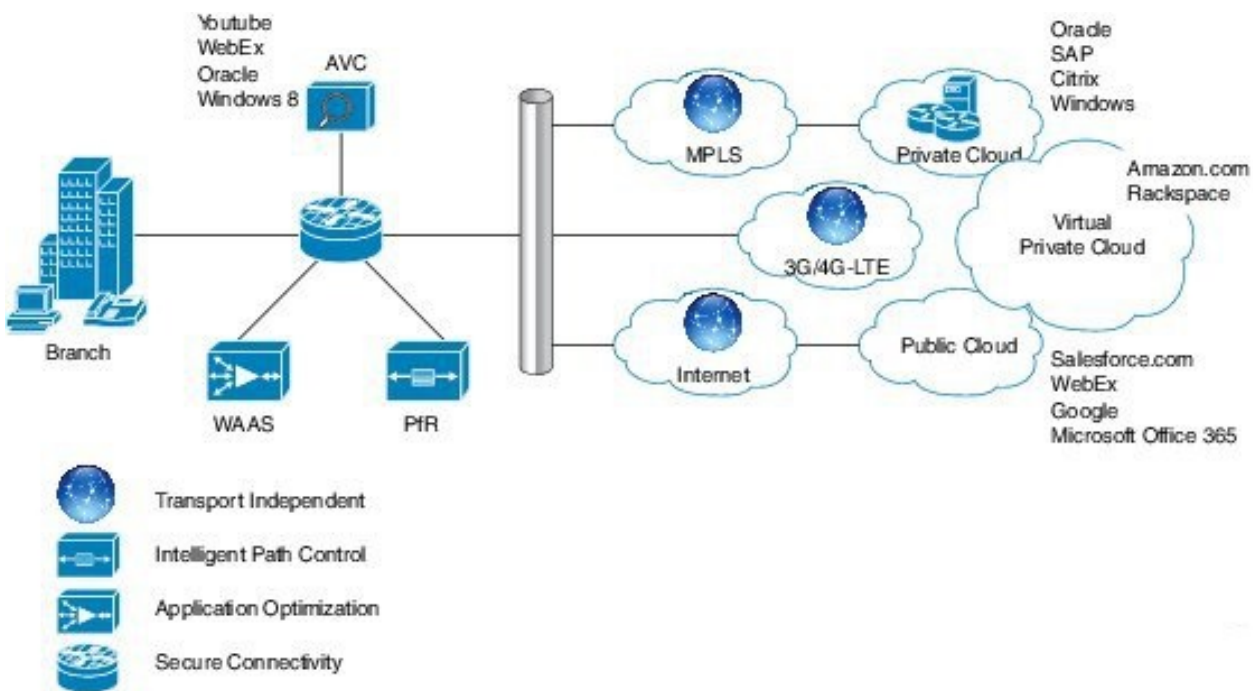 Youtube
WebEx
Oracle
Windows 8
AVC
Branch
WAAS
PfR
MPLS
Private Cloud
Oracle
SAP
Citrix
Windows
Amazon.com
Rackspace
Virtual
Private Cloud
3G/4G-LTE
Internet
Public Cloud
Salesforce.com
WebEx
Google
Microsoft Office 365
Transport Independent
Intelligent Path Control
Application Optimization
Secure Connectivity